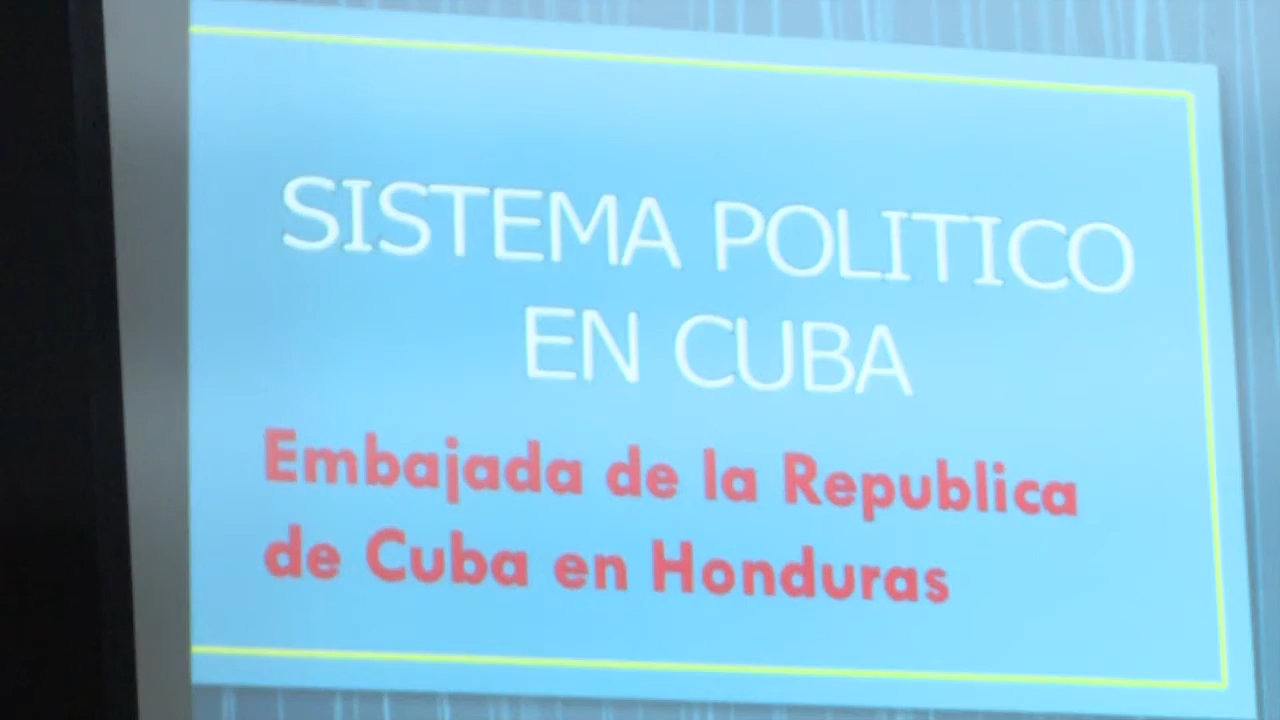 SISTEMA POLITICO
EN CUBA
Embajada de la Republica
de Cuba en Honduras